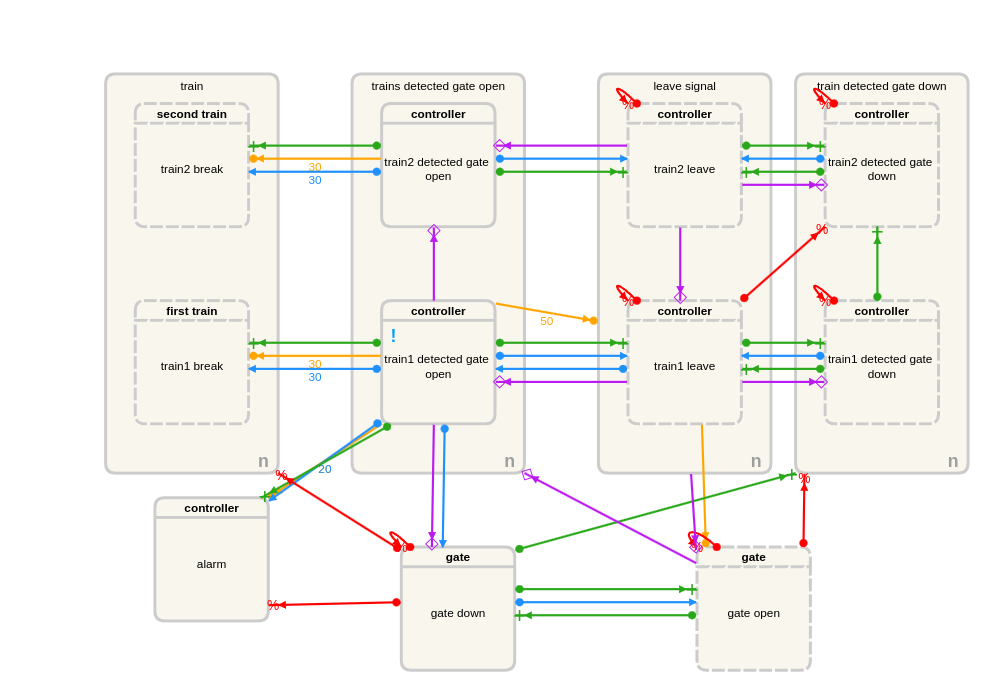 train
trains detected gate open
leave signal
train detected gate down
second train
controller
controller
controller
%
%
train2 break
train2 detected gate
open
train2 leave
train2 detected gate
down
30
30
%
first train
controller
controller
controller
%
%
50
!
train1 break
train1 detected gate
open
train1 leave
train1 detected gate
down
30
30
n
n
n
n
20
%
%
controller
alarm
%
gate
gate down
%
%
gate
gate open